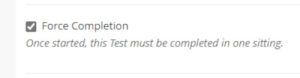 Force Completion
Once started, this Test must be completed in one sitting.